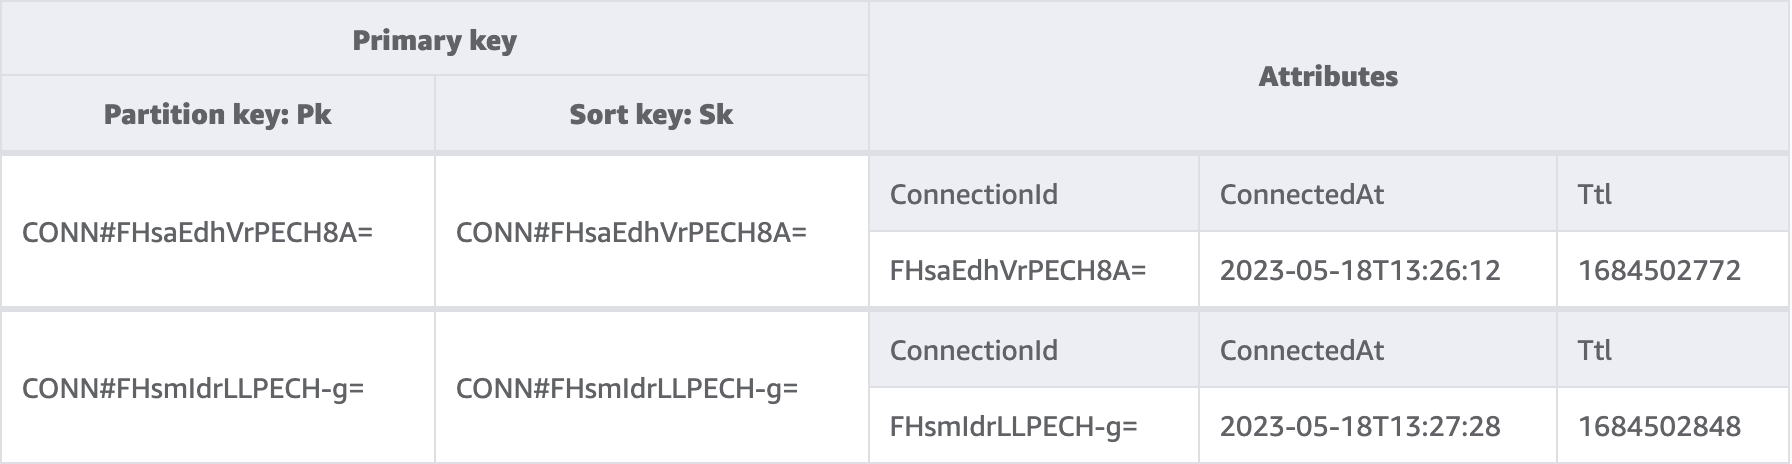 Primary key
Attributes
Partition key: Pk
Sort key: Sk
ConnectionId
ConnectedAt
Ttl
CONN#FHsaEdhVrPECH8A=
CONN#FHsaEdhVrPECH8A=
FHsaEdhVrPECH8A=
2023-05-18T13:26:12
1684502772
ConnectionId
ConnectedAt
Ttl
CONN#FHsmIdrLLPECH-g=
CONN#FHsmIdrLLPECH-g=
FHsmIdrLLPECH-g=
2023-05-18T13:27:28
1684502848